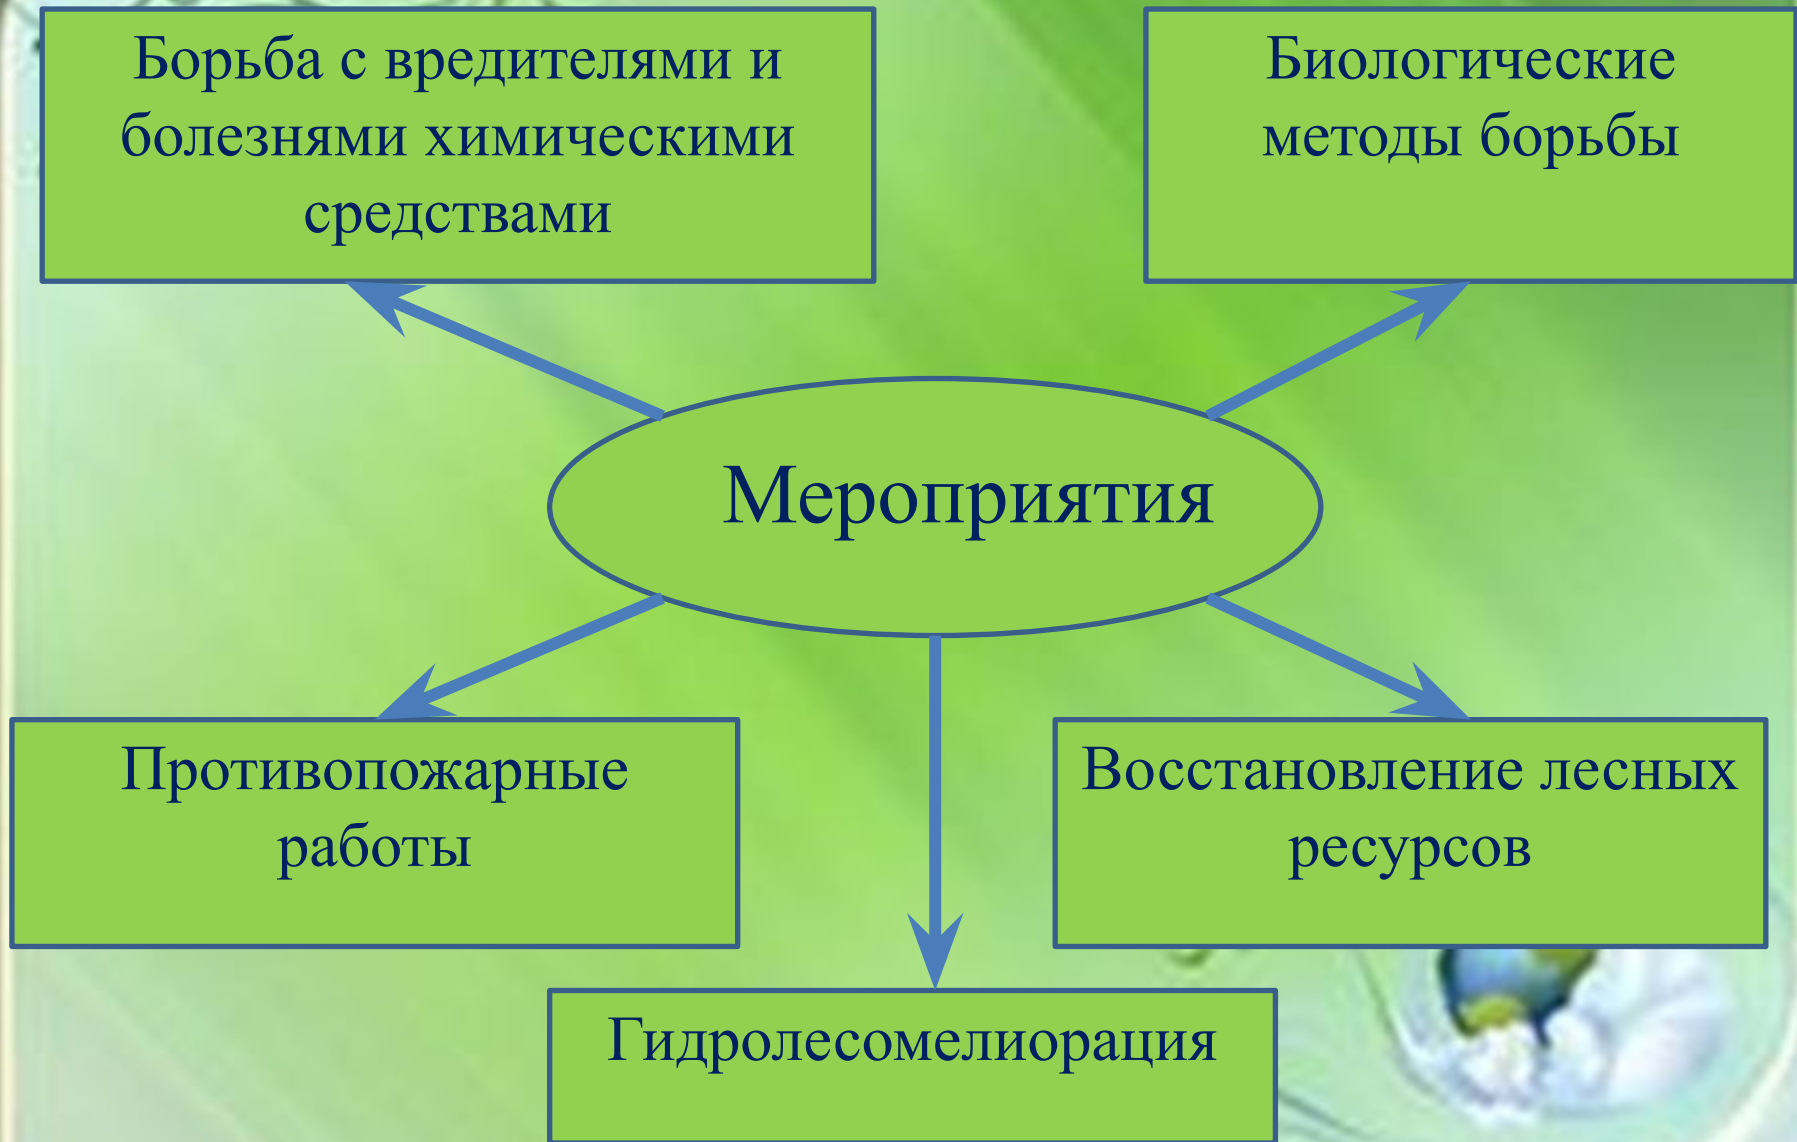 Борьба с вредителями и
болезнями химическими
средствами
Биологические
методы борьбы
Мероприятия
Противопожарные
работы
Восстановление лесных
ресурсов
Гидролесомелиорация